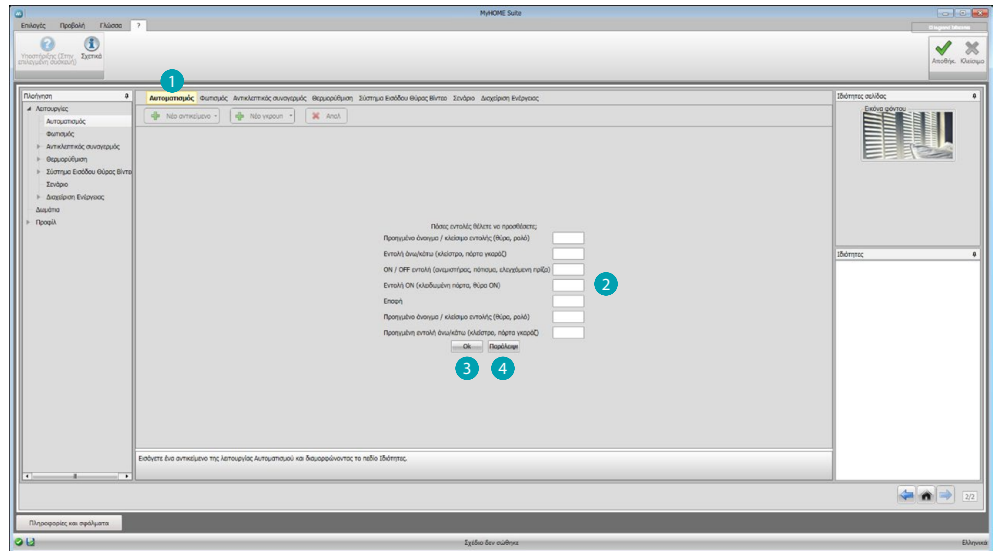 MyHOME Suite
Επιλογές Προβολή Γλώσσα ?
Υποστήριξης (Στην επιλεγμένη συσκευή)
Σχετικά
Αποθήκ. Κλείσιμο
1
Πλοήγηση
Λειτουργίες
Αυτοματισμός
Φωτισμός
Αντικλεπτικός συναγερμός
Θερμορύθμιση
Σύστημα Εισόδου Θύρας Βίντε
Σενάριο
Διαχείριση Ενέργειας
Δωμάτια
Προφίλ
Αυτοματισμός Φωτισμός Αντικλεπτικός συναγερμός Θερμορύθμιση Σύστημα Εισόδου Θύρας Βίντεο Σενάριο Διαχείριση Ενέργειας
Νέο αντικείμενο Νέο γκρουπ Απαλ
Πόσες εντολές θέλετε να προσθέσετε;
Προηγμένο άνοιγμα / κλείσιμο εντολής (θύρα, ρολό)
Εντολή άνω/κάτω (κλείστρο, πόρτα γκαράζ)
ON / OFF εντολή (ανεμιστήρας, πότισμα, ελεγχόμενη πρίζα)
2
Εντολή ON (κλειδωμένη πόρτα, θύρα ON)
Επαφή
Προηγμένο άνοιγμα / κλείσιμο εντολής (θύρα, ρολό)
Προηγμένη εντολή άνω/κάτω (κλείστρο, πόρτα γκαράζ)
Ok Παράλειψ
3 4
Εισάγετε ένα αντικείμενο της λειτουργίας Αυτοματισμού και διαμορφώνοντας το πεδίο Ιδιότητες.
Ιδιότητες σελίδας
Εικόνα φόντου
Ιδιότητες
2/2
Πληροφορίες και σφάλματα
Σχέδιο δεν σώθηκε
Ελληνικά